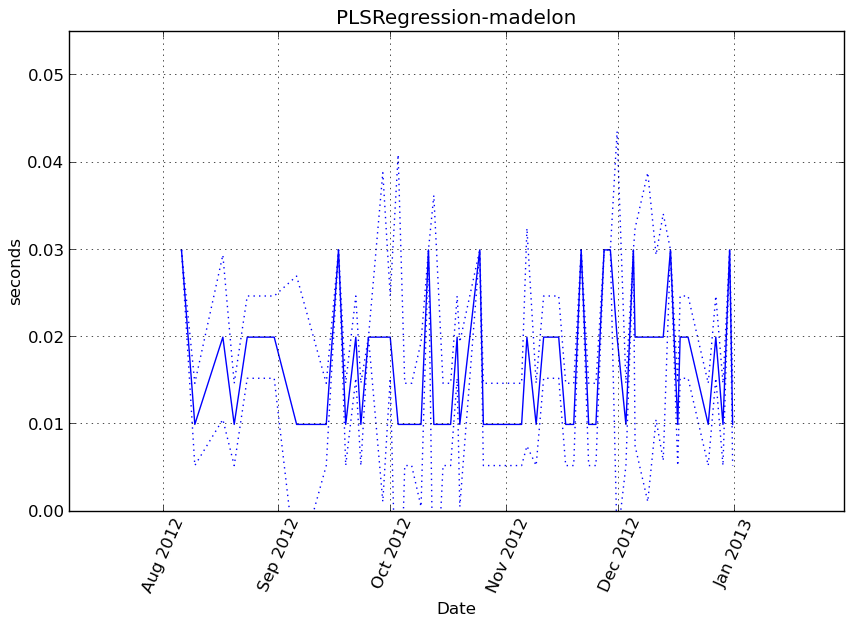 PLSRegression-madelon
0.05
0.04
0.03
0.02
0.01
0.00
seconds
Aug 2012
Sep 2012
Oct 2012
Nov 2012
Dec 2012
Jan 2013
Date